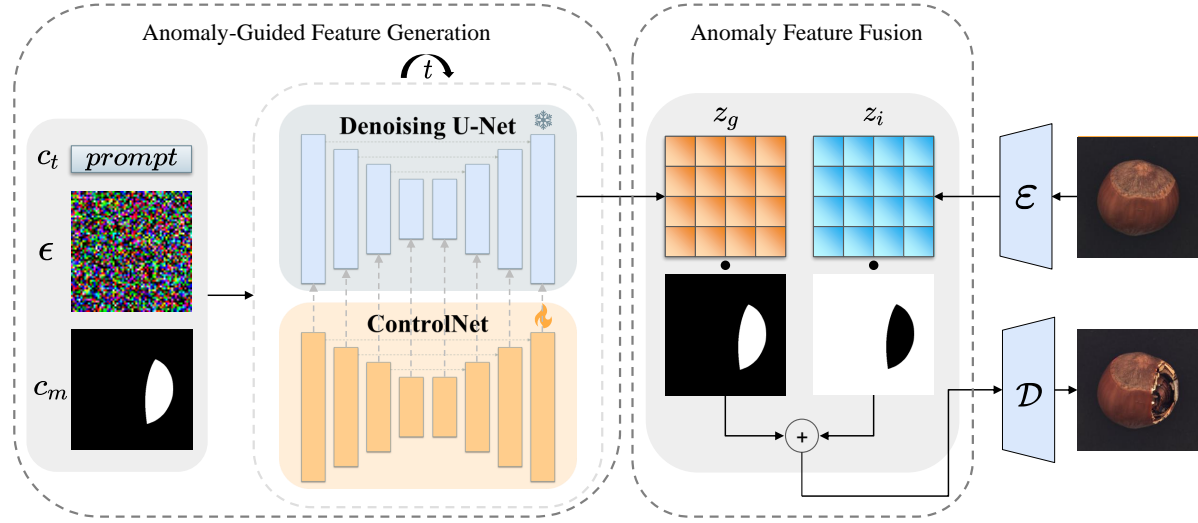 Anomaly-Guided Feature Generation
t
c_t prompt
ϵ
c_m
Denoising U-Net
ControlNet
Anomaly Feature Fusion
z_g z_i
+
ℰ
𝒟